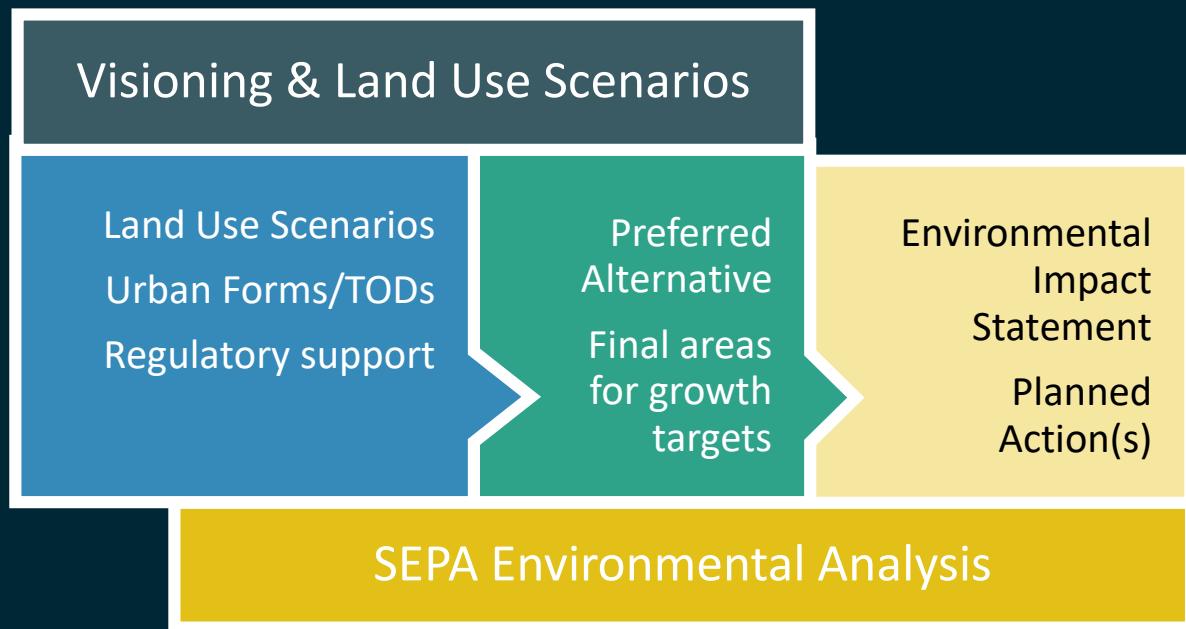 Visioning & Land Use Scenarios
Land Use Scenarios
Urban Forms/TODs
Regulatory support
Preferred
Alternative
Final areas
for growth
targets
Environmental
Impact
Statement
Planned
Action(s)
SEPA Environmental Analysis